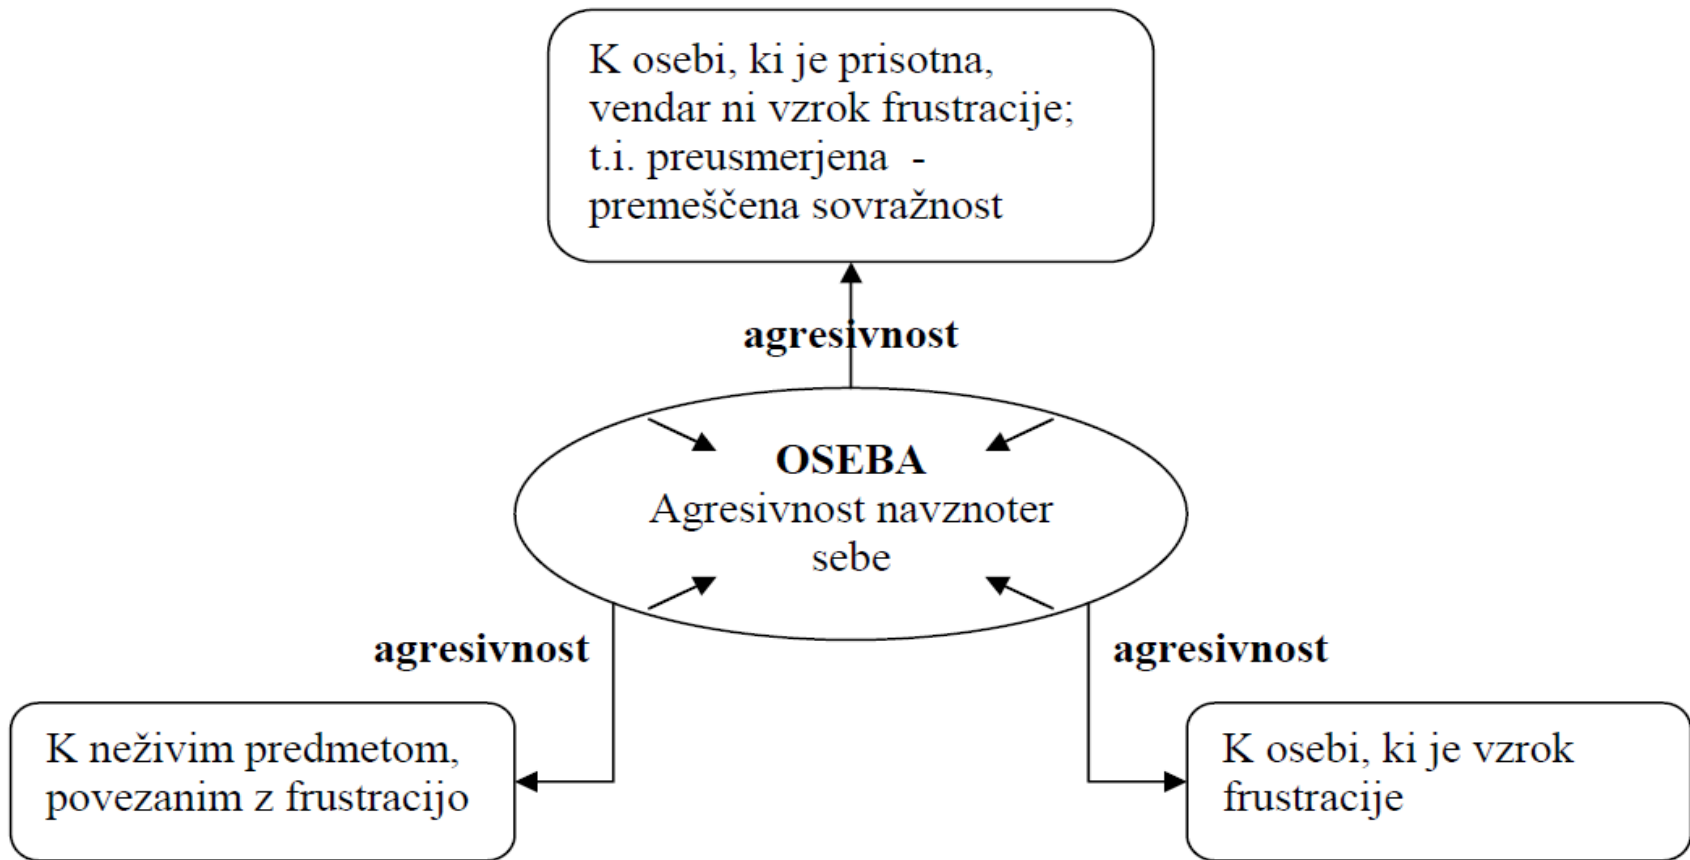 K osebi, ki je prisotna,
vendar ni vzrok frustracije;
t.i. preusmerjena -
premeščena sovražnost
agresivnost
OSEBA
Agresivnost navznoter
sebe
agresivnost
agresivnost
K neživim predmetom,
povezanim z frustracijo
K osebi, ki je vzrok
frustracije